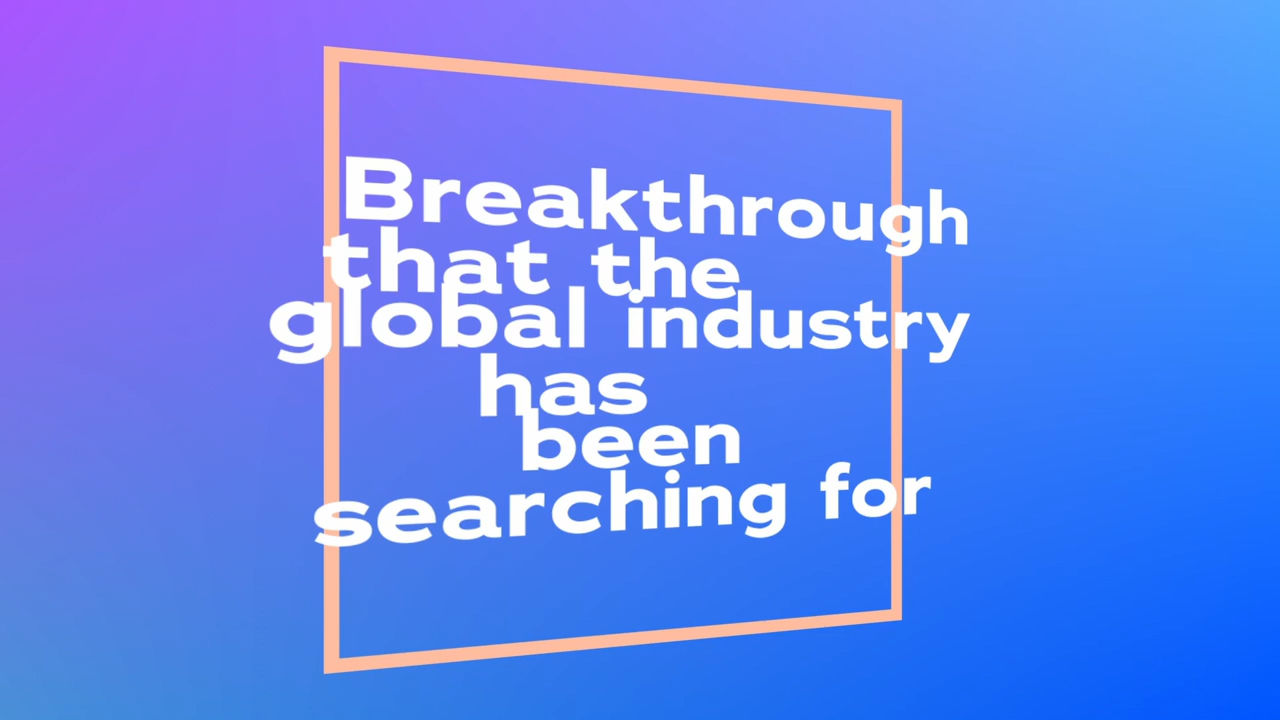 Breakthrough
that the
global industry
has
been
searching for